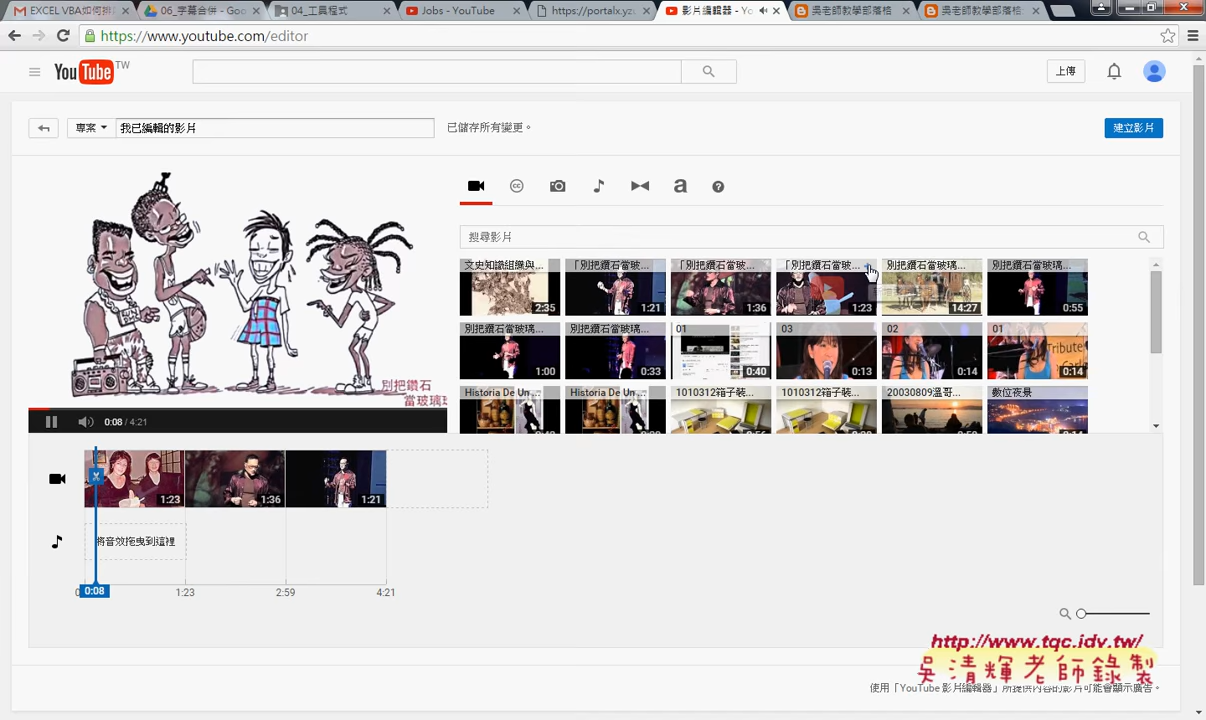 EXCEL VBA如何排
06_字幕合併 - Goo
04_工具程式
Jobs - YouTube
https://portalx.yz
影片編輯器 - Yo
吳老師教學部落格
吳老師教學部落格
https://www.youtube.com/editor
YouTube TW
上傳
專案
我已編輯的影片
已儲存所有變更。
建立影片
cc
a
?
搜尋影片
文史知識組織與...
2:35
「別把鑽石當玻...
1:21
「別把鑽石當玻...
1:36
「別把鑽石當玻...
1:23
別把鑽石當玻璃...
14:27
別把鑽石當玻璃...
0:55
別把鑽石當玻璃...
1:00
別把鑽石當玻璃...
0:33
01
0:40
03
0:13
02
0:14
01
Tribute
0:14
Historia De Un ...
Historia De Un ...
1010312箱子裝...
1010312箱子裝...
20030809溫哥...
數位夜景
別把鑽石
當玻璃珠
0:08 / 4:21
1:23
1:36
1:21
將音效拖曳到這裡
0:08
1:23
2:59
4:21
http://www.tqc.idv.tw/
吳清輝老師錄製
使用「YouTube 影片編輯器」所提供內容的影片可能會顯示廣告。